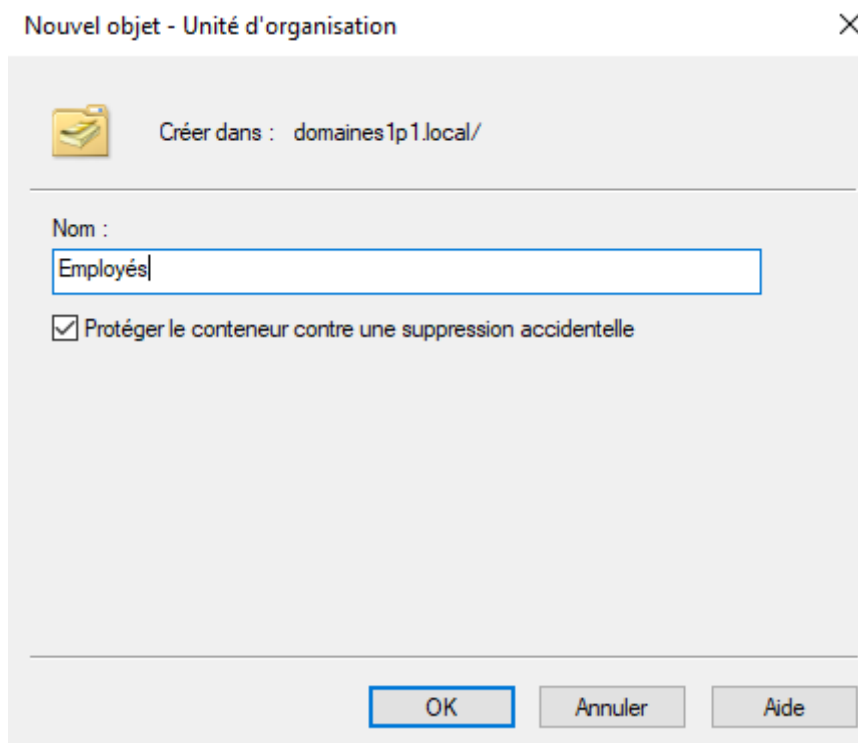 Nouvel objet - Unité d'organisation
Créer dans : domaines1p1.local/
Nom :
Employés
Protéger le conteneur contre une suppression accidentelle
OK Annuler Aide